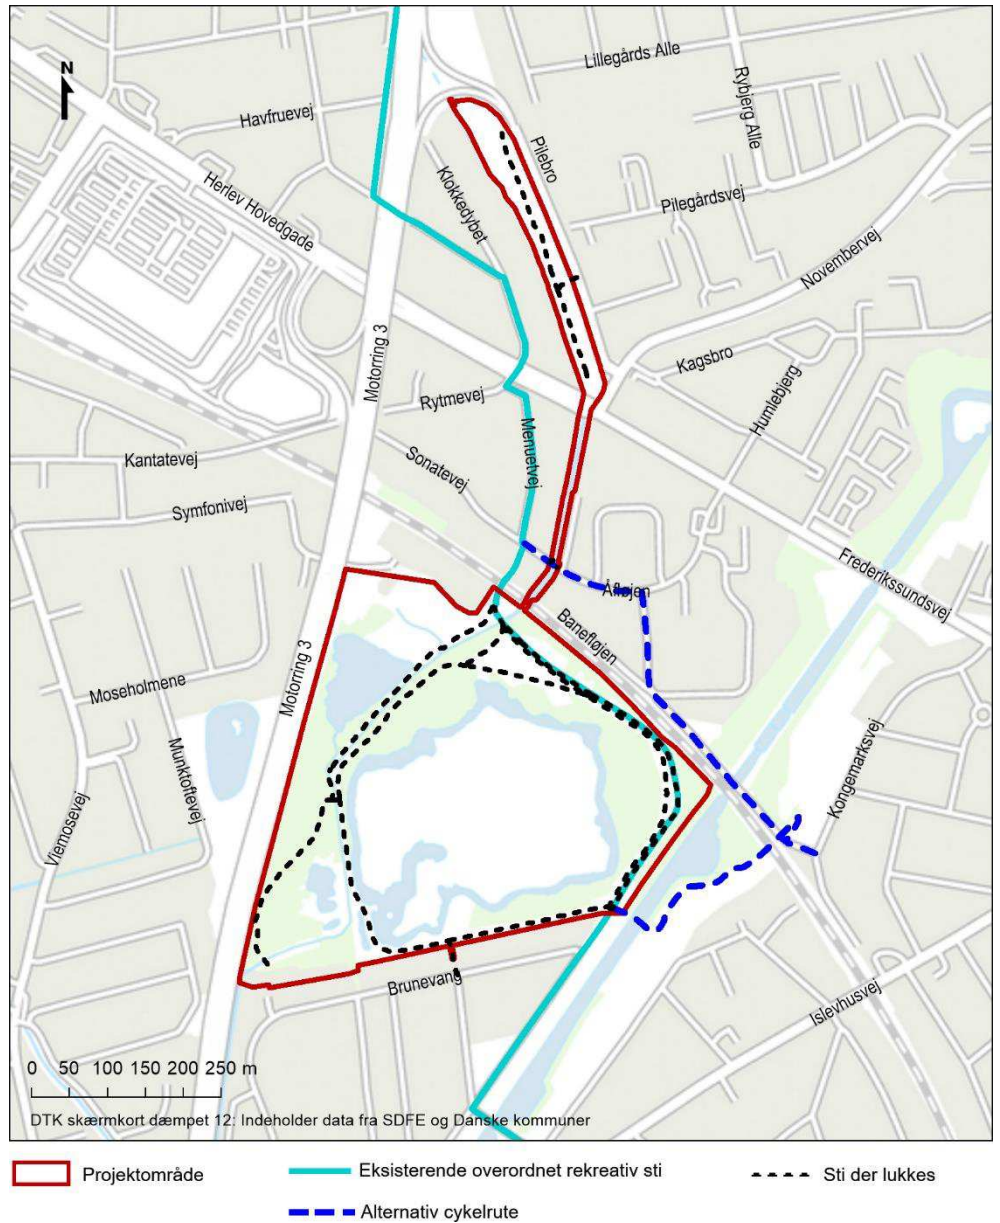 Lillegårds Alle
Rybjerg Alle
N
Havfruevej
Pilebro
Klokkedybet
Herlev Hovedgade
Pilegårdsvej
Novembervej
Motorring 3
Kagsbro
Rytmevej
Humlebjerg
Menuetvej
Kantatevej
Sonatevej
Symfonivej
Frederikssundsvej
Åfløjen
Baneføjen
Motorring 3
Moseholmene
Munktoftevej
Kongemarksvej
Viemosevej
Brunevang
Islevhusvej
0 50 100 150 200 250 m
DTK skærmkort dæmpet 12: Indeholder data fra SDFE og Danske kommuner
Projektområde
Eksisterende overordnet rekreativ sti
Sti der lukkes
Alternativ cykelrute